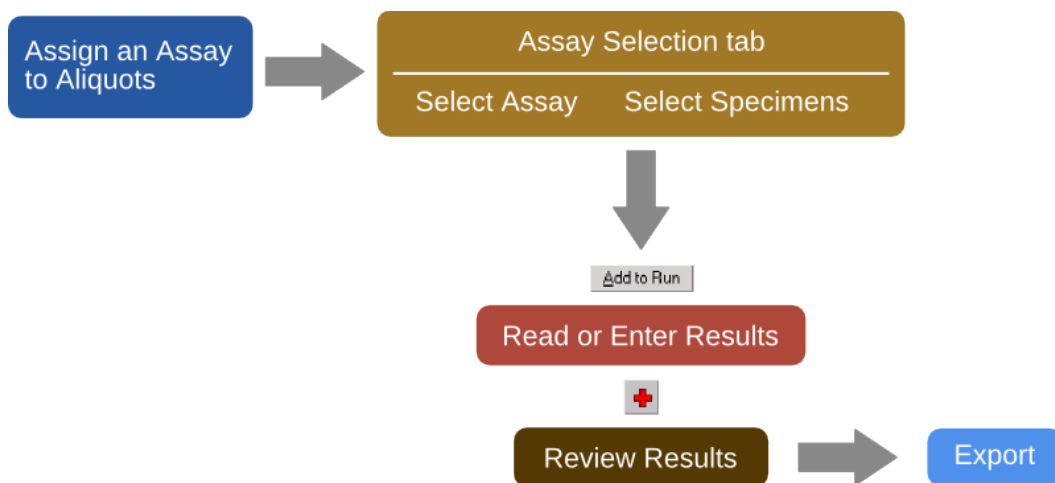 Assign an Assay
to Aliquots
Assay Selection tab
Select Assay Select Specimens
Add to Run
Read or Enter Results
Review Results
Export